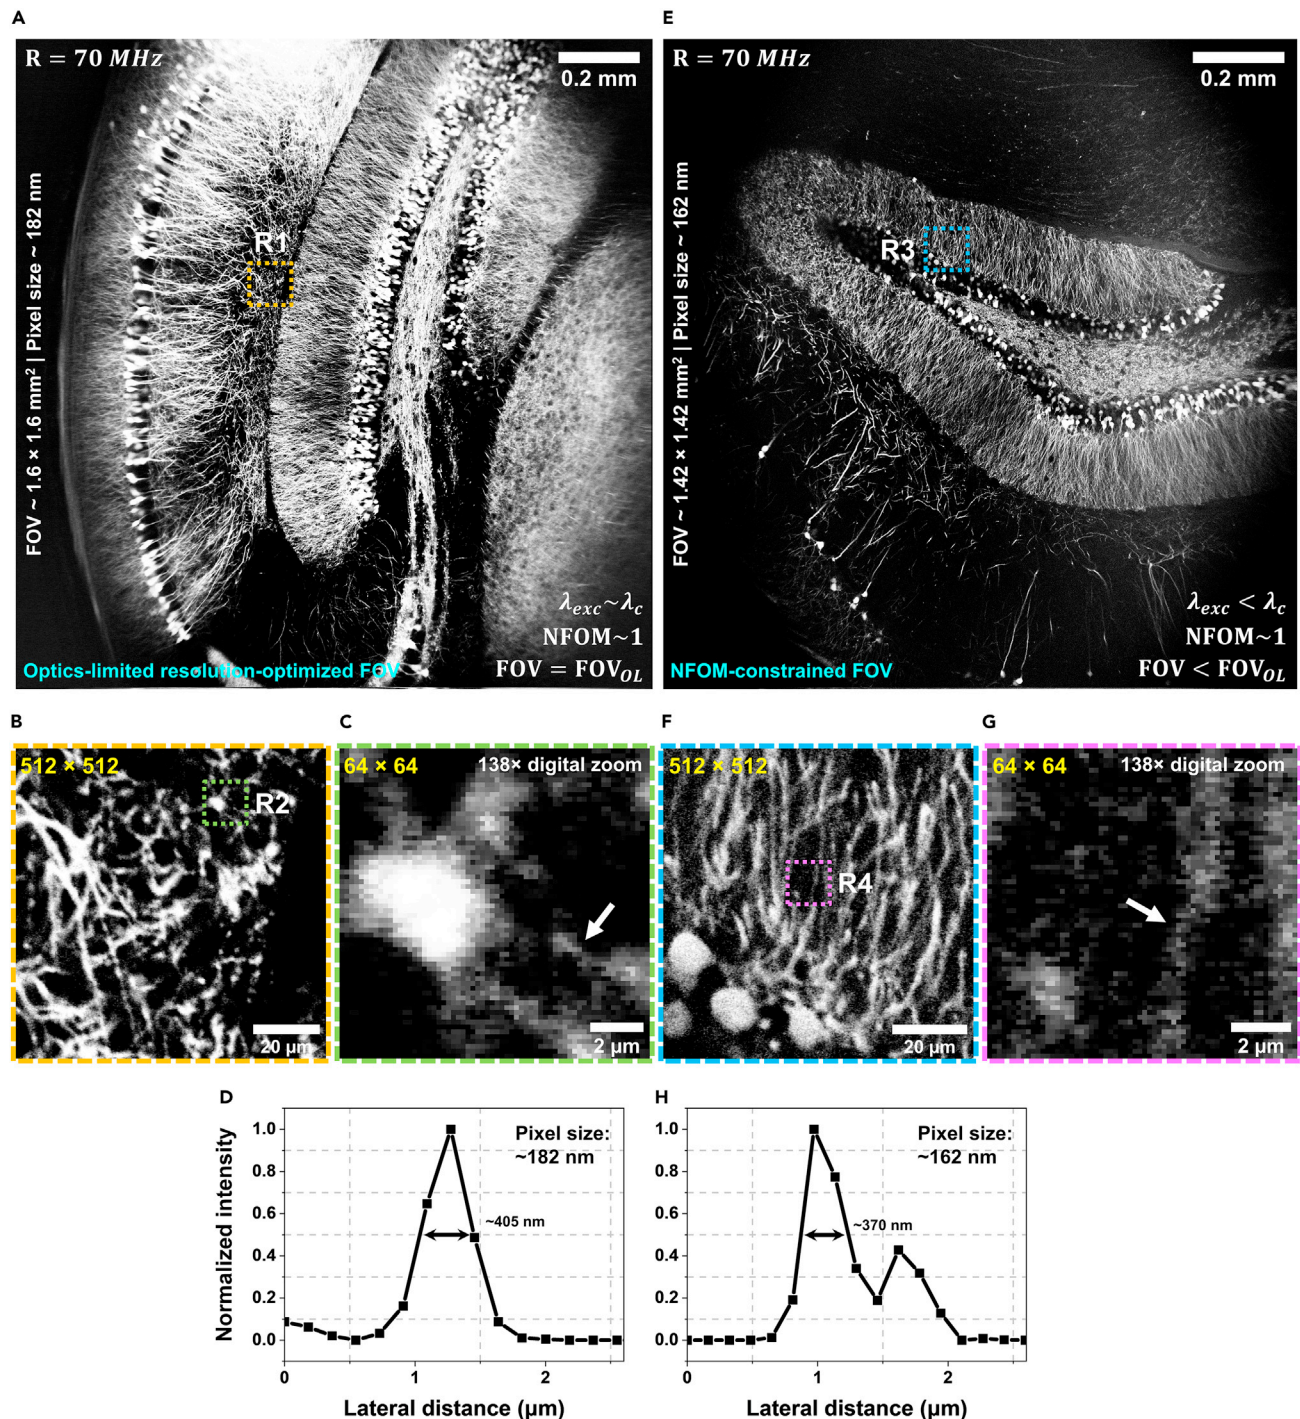 A
R = 70 MHz
0.2 mm
FOV ~ 1.6 × 1.6 mm² | Pixel size ~ 182 nm
R1
λexc~λc
NFOM~1
Optics-limited resolution-optimized FOV
FOV = FOVOL
E
R = 70 MHz
0.2 mm
FOV ~ 1.42 × 1.42 mm² | Pixel size ~ 162 nm
R3
λexc < λc
NFOM~1
NFOM-constrained FOV
FOV < FOVOL
B
512 × 512
R2
20 µm
C
64 × 64
138× digital zoom
2 µm
F
512 × 512
R4
20 µm
G
64 × 64
138× digital zoom
2 µm
D
Normalized intensity
1.0
0.8
0.6
0.4
0.2
0.0
Pixel size:
~182 nm
~405 nm
0
1
2
Lateral distance (µm)
H
1.0
0.8
0.6
0.4
0.2
0.0
Pixel size:
~162 nm
~370 nm
0
1
2
Lateral distance (µm)